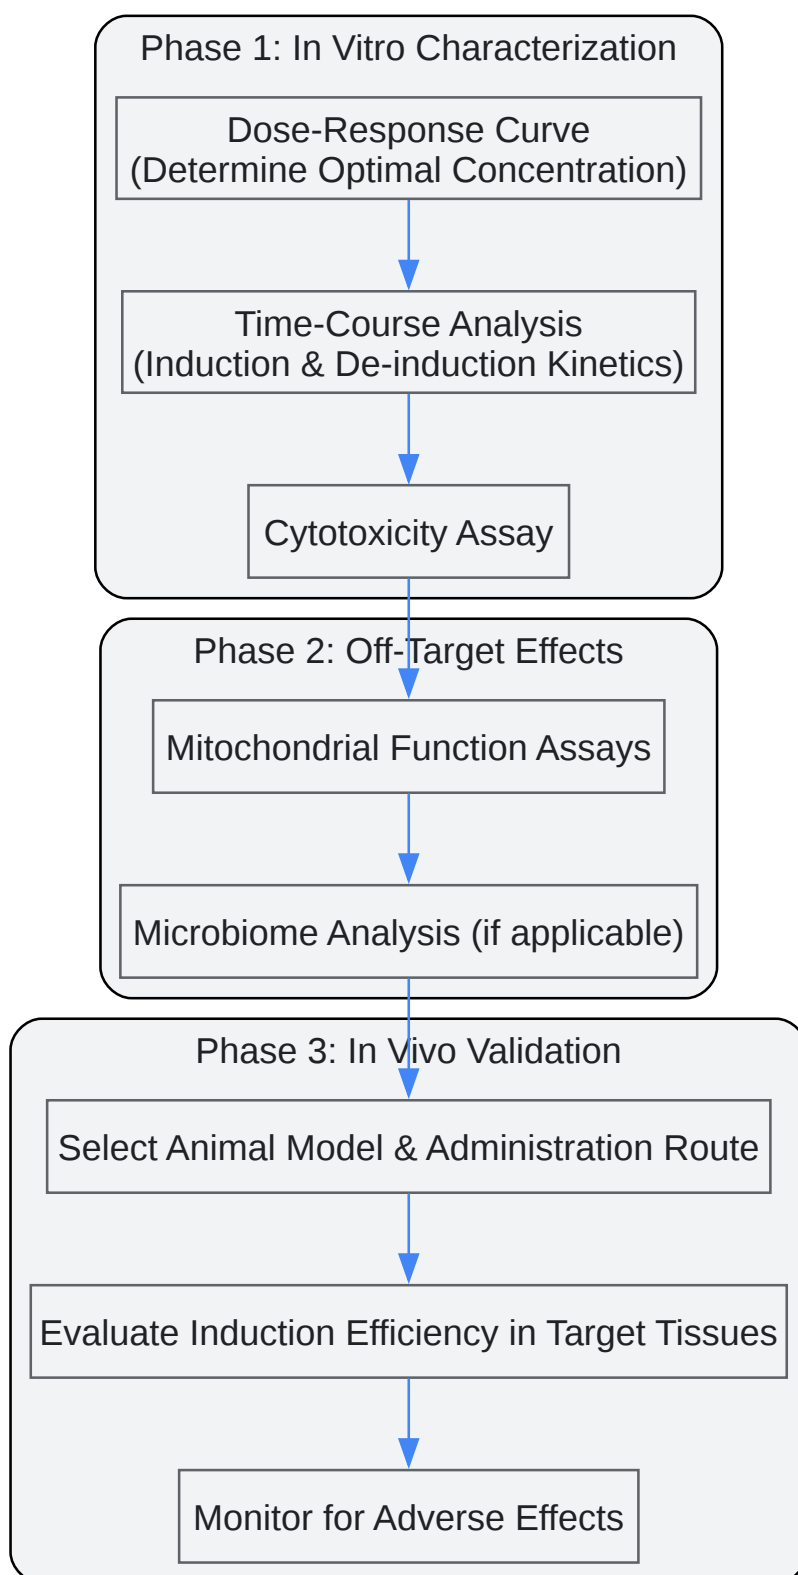 Phase 1: In Vitro Characterization
Dose-Response Curve
(Determine Optimal Concentration)
Time-Course Analysis
(Induction & De-induction Kinetics)
Cytotoxicity Assay
Phase 2: Off-Target Effects
Mitochondrial Function Assays
Microbiome Analysis (if applicable)
Phase 3: In Vivo Validation
Select Animal Model & Administration Route
Evaluate Induction Efficiency in Target Tissues
Monitor for Adverse Effects